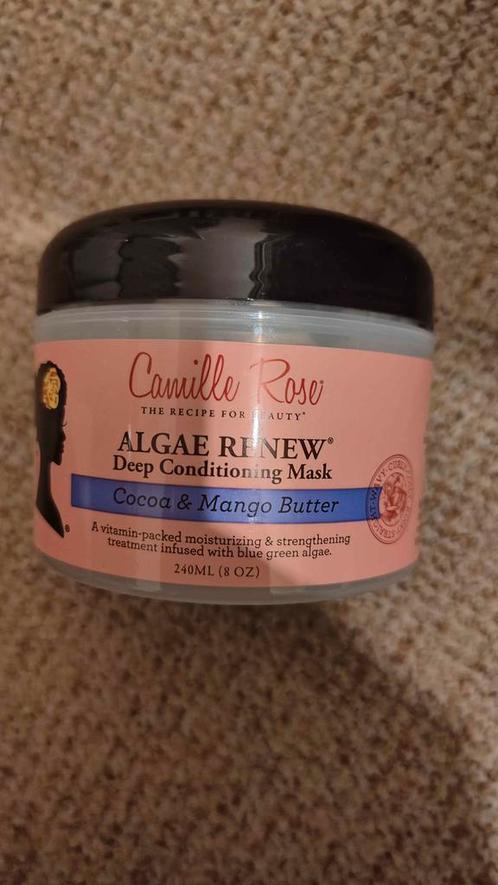 Camille Rose®
THE RECIPE FOR BEAUTY®
ALGAE RENEW®
Deep Conditioning Mask
Cocoa & Mango Butter
A vitamin-packed moisturizing & strengthening
treatment infused with blue green algae.
240ML (8 OZ)